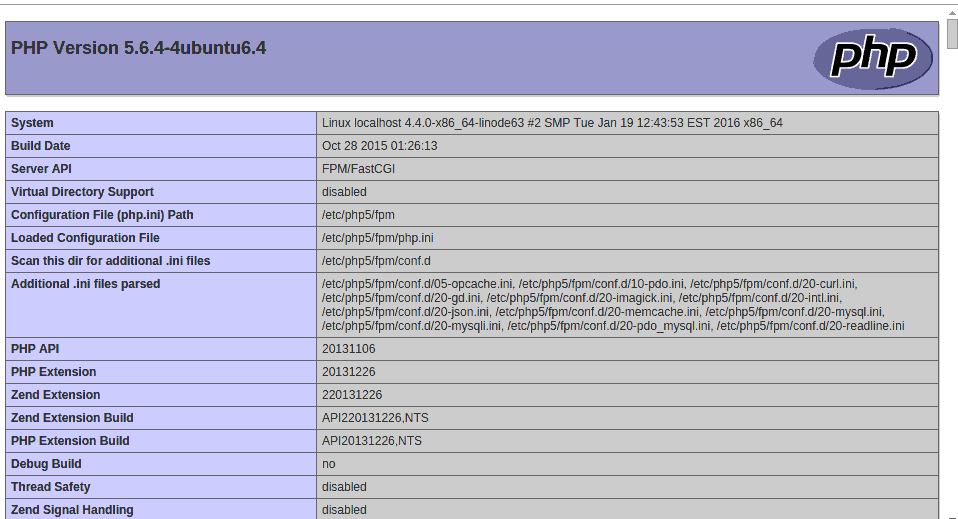 PHP Version 5.6.4-4ubuntu6.4
php
System Linux localhost 4.4.0-x86_64-linode63 #2 SMP Tue Jan 19 12:43:53 EST 2016 x86_64
Build Date Oct 28 2015 01:26:13
Server API FPM/FastCGI
Virtual Directory Support disabled
Configuration File (php.ini) Path /etc/php5/fpm
Loaded Configuration File /etc/php5/fpm/php.ini
Scan this dir for additional .ini files /etc/php5/fpm/conf.d
Additional .ini files parsed /etc/php5/fpm/conf.d/05-opcache.ini, /etc/php5/fpm/conf.d/10-pdo.ini, /etc/php5/fpm/conf.d/20-curl.ini,
/etc/php5/fpm/conf.d/20-gd.ini, /etc/php5/fpm/conf.d/20-imagick.ini, /etc/php5/fpm/conf.d/20-intl.ini,
/etc/php5/fpm/conf.d/20-json.ini, /etc/php5/fpm/conf.d/20-memcache.ini, /etc/php5/fpm/conf.d/20-mysql.ini,
/etc/php5/fpm/conf.d/20-mysqli.ini, /etc/php5/fpm/conf.d/20-pdo_mysql.ini, /etc/php5/fpm/conf.d/20-readline.ini
PHP API 20131106
PHP Extension 20131226
Zend Extension 220131226
Zend Extension Build API220131226,NTS
PHP Extension Build API20131226,NTS
Debug Build no
Thread Safety disabled
Zend Signal Handling disabled